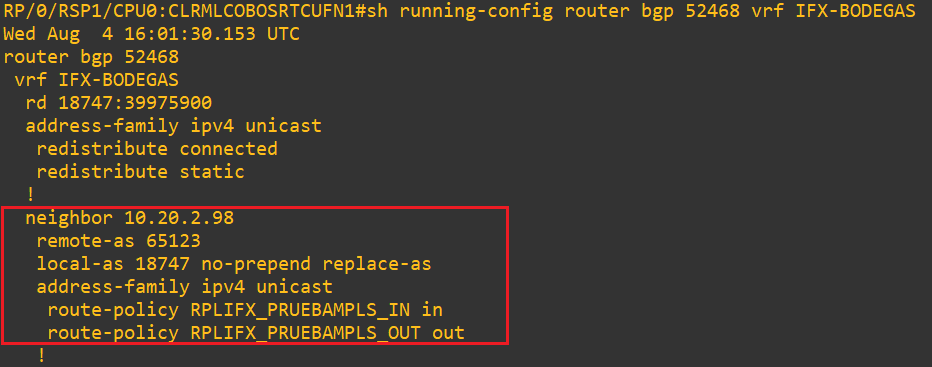 RP/0/RSP1/CPU0:CLRMLCOBOSRTCUFN1#sh running-config router bgp 52468 vrf IFX-BODEGAS
Wed Aug  4 16:01:30.153 UTC
router bgp 52468
 vrf IFX-BODEGAS
  rd 18747:39975900
  address-family ipv4 unicast
   redistribute connected
   redistribute static
  !
  neighbor 10.20.2.98
   remote-as 65123
   local-as 18747 no-prepend replace-as
   address-family ipv4 unicast
    route-policy RPLIFX_PRUEBAMPLS_IN in
    route-policy RPLIFX_PRUEBAMPLS_OUT out
   !